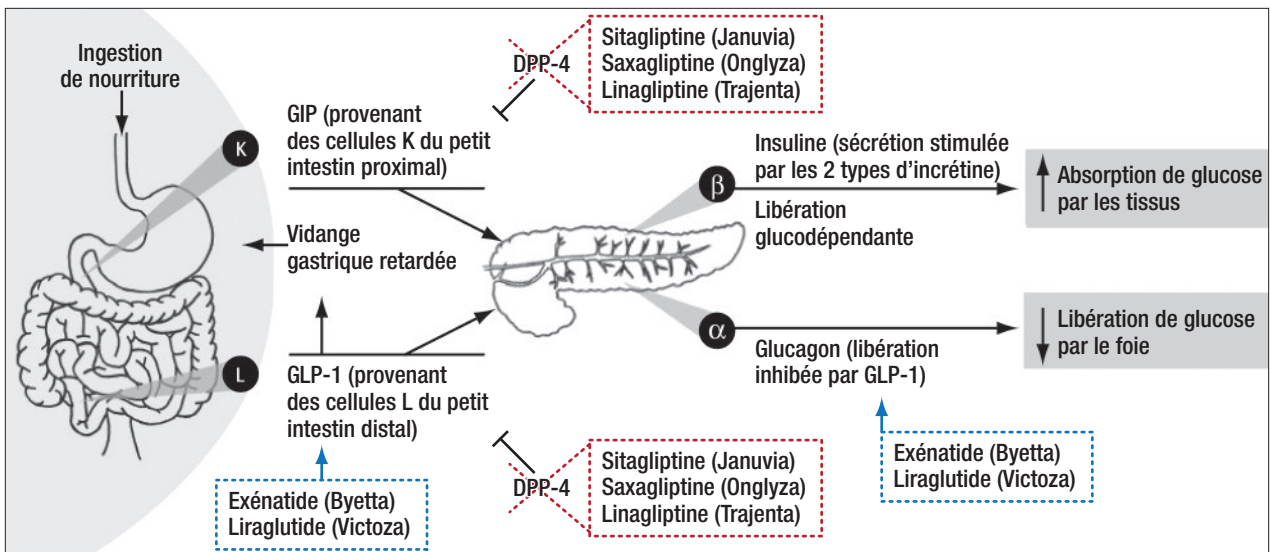 Ingestion
de nourriture
K
L
GIP (provenant
des cellules K du petit
intestin proximal)
DPP-4
Sitagliptine (Januvia)
Saxagliptine (Onglyza)
Linagliptine (Trajenta)
Vidange
gastrique retardée
GLP-1 (provenant
des cellules L du petit
intestin distal)
Exénatide (Byetta)
Liraglutide (Victoza)
DPP-4
Sitagliptine (Januvia)
Saxagliptine (Onglyza)
Linagliptine (Trajenta)
β
Insuline (sécrétion stimulée
par les 2 types d’incrétine)
Libération
glucodépendante
Absorption de glucose
par les tissus
α
Glucagon (libération
inhibée par GLP-1)
Libération de glucose
par le foie
Exénatide (Byetta)
Liraglutide (Victoza)